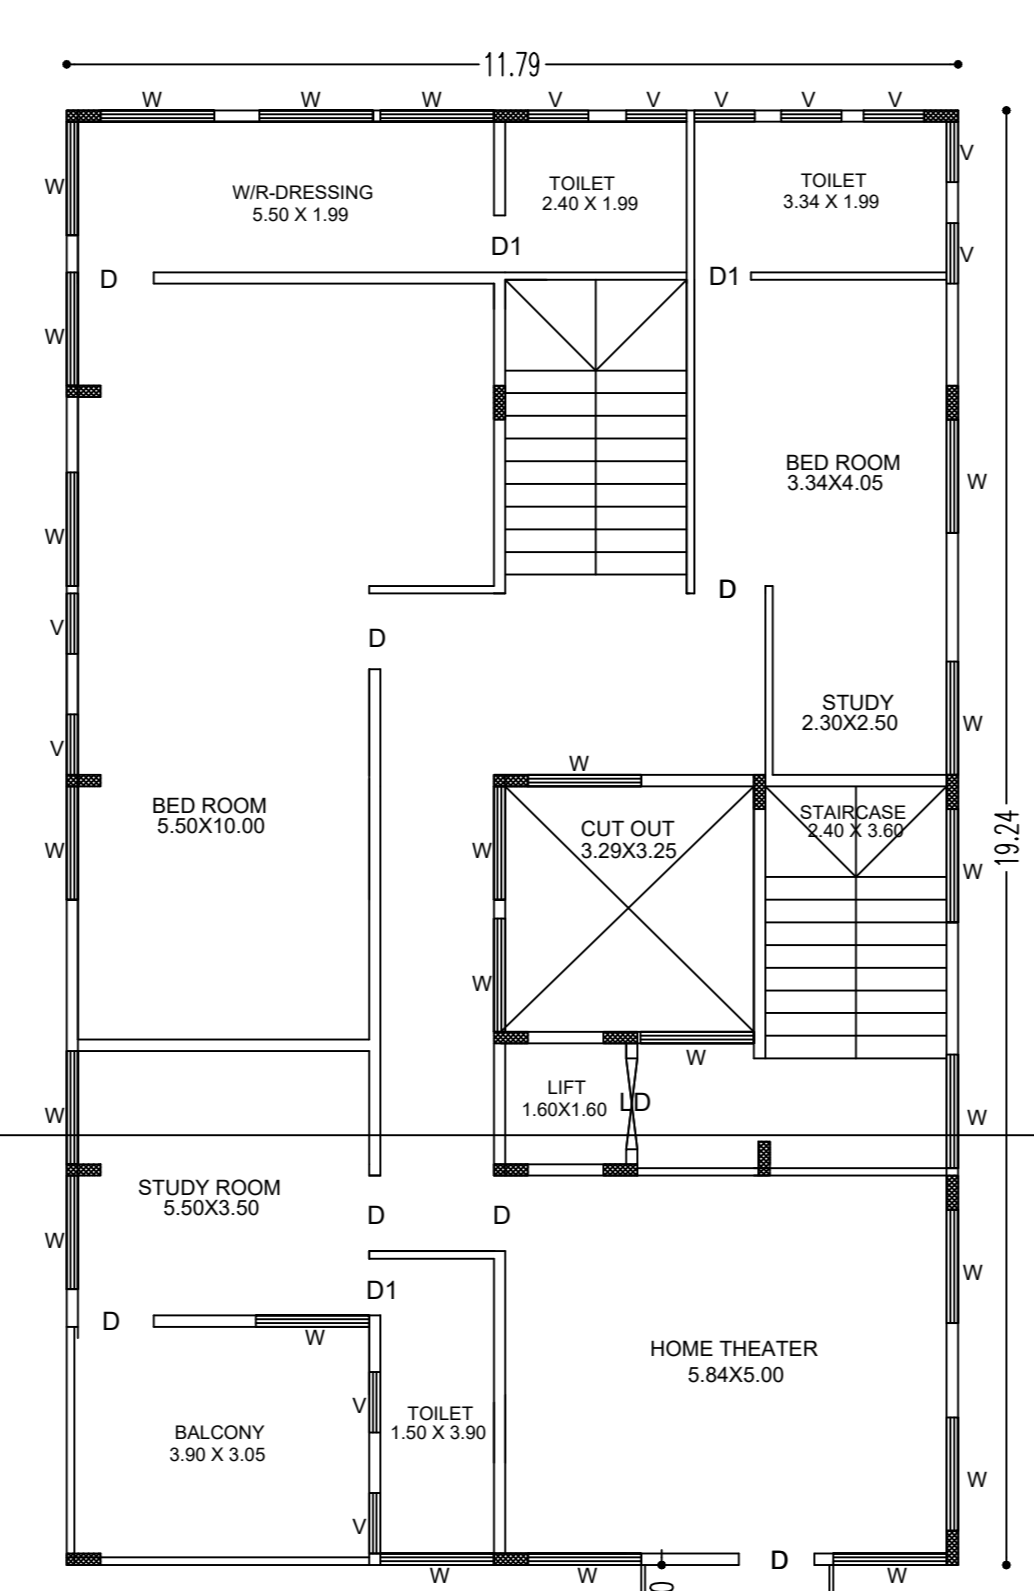 11.79
W W W V V V V V
V
W W/R-DRESSING
5.50 X 1.99
TOILET
2.40 X 1.99
TOILET
3.34 X 1.99
D1
V
D
D1
W
BED ROOM
3.34X4.05
W
W
D
V
D
STUDY
2.30X2.50
W
V
W
BED ROOM
5.50X10.00
STAIRCASE
2.40 X 3.60
CUT OUT
3.29X3.25
19.24
W
W
W
W
W
LIFT
1.60X1.60
LD
W
W
STUDY ROOM
5.50X3.50
D
D
W
W
D1
D
W
HOME THEATER
5.84X5.00
V
TOILET
1.50 X 3.90
BALCONY
3.90 X 3.05
W
V
D
W
W
W